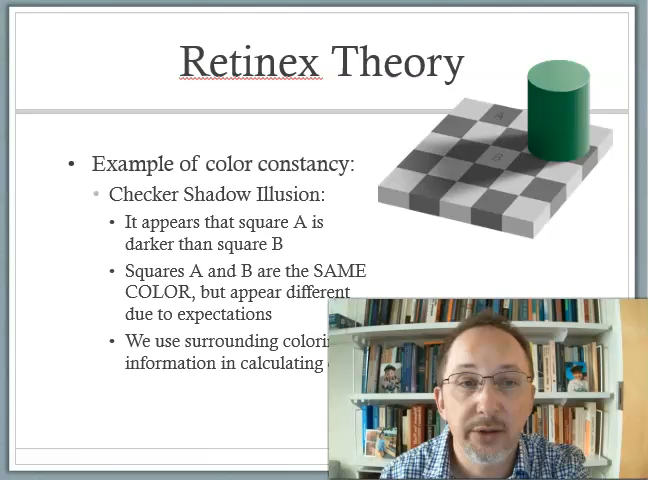 Retinex Theory
Example of color constancy:
Checker Shadow Illusion:
It appears that square A is
darker than square B
Squares A and B are the SAME
COLOR, but appear different
due to expectations
We use surrounding
information in calculating
A
B